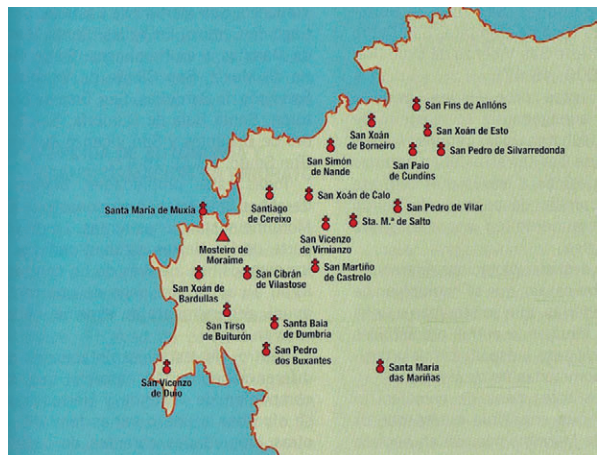 San Fins de Anllóns
San Xoán
de Borneiro
San Xoán de Esto
San Simón
de Nande
San Paio
de Cundins
San Pedro de Silvarredonda
Santiago
de Cereixo
San Xoán de Calo
Santa María de Muxía
San Pedro de Vilar
Sta. M.ª de Salto
San Vicenzo
de Vimianzo
Mosteiro de
Moraime
San Xoán de
Bardullas
San Cibrán
de Vilastose
San Martiño
de Castrelo
San Tirso
de Buiturón
Santa Baia
de Dumbría
San Pedro
dos Buxantes
San Vicenzo
de Duio
Santa María
das Mariñas